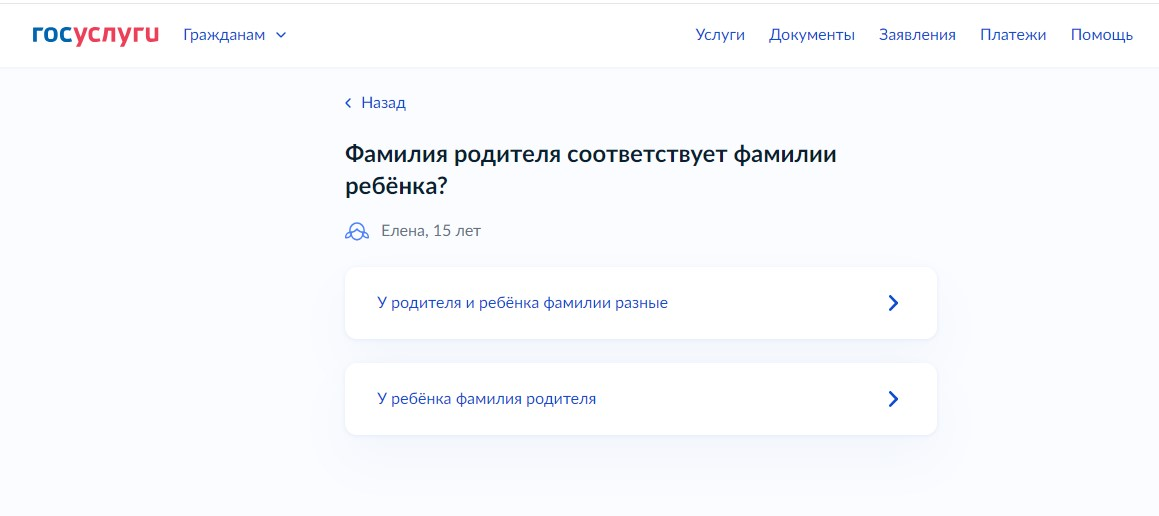 госуслуги Гражданам Услуги Документы Заявления Платежи Помощь
Назад
Фамилия родителя соответствует фамилии
ребёнка?
Елена, 15 лет
У родителя и ребёнка фамилии разные
У ребёнка фамилия родителя